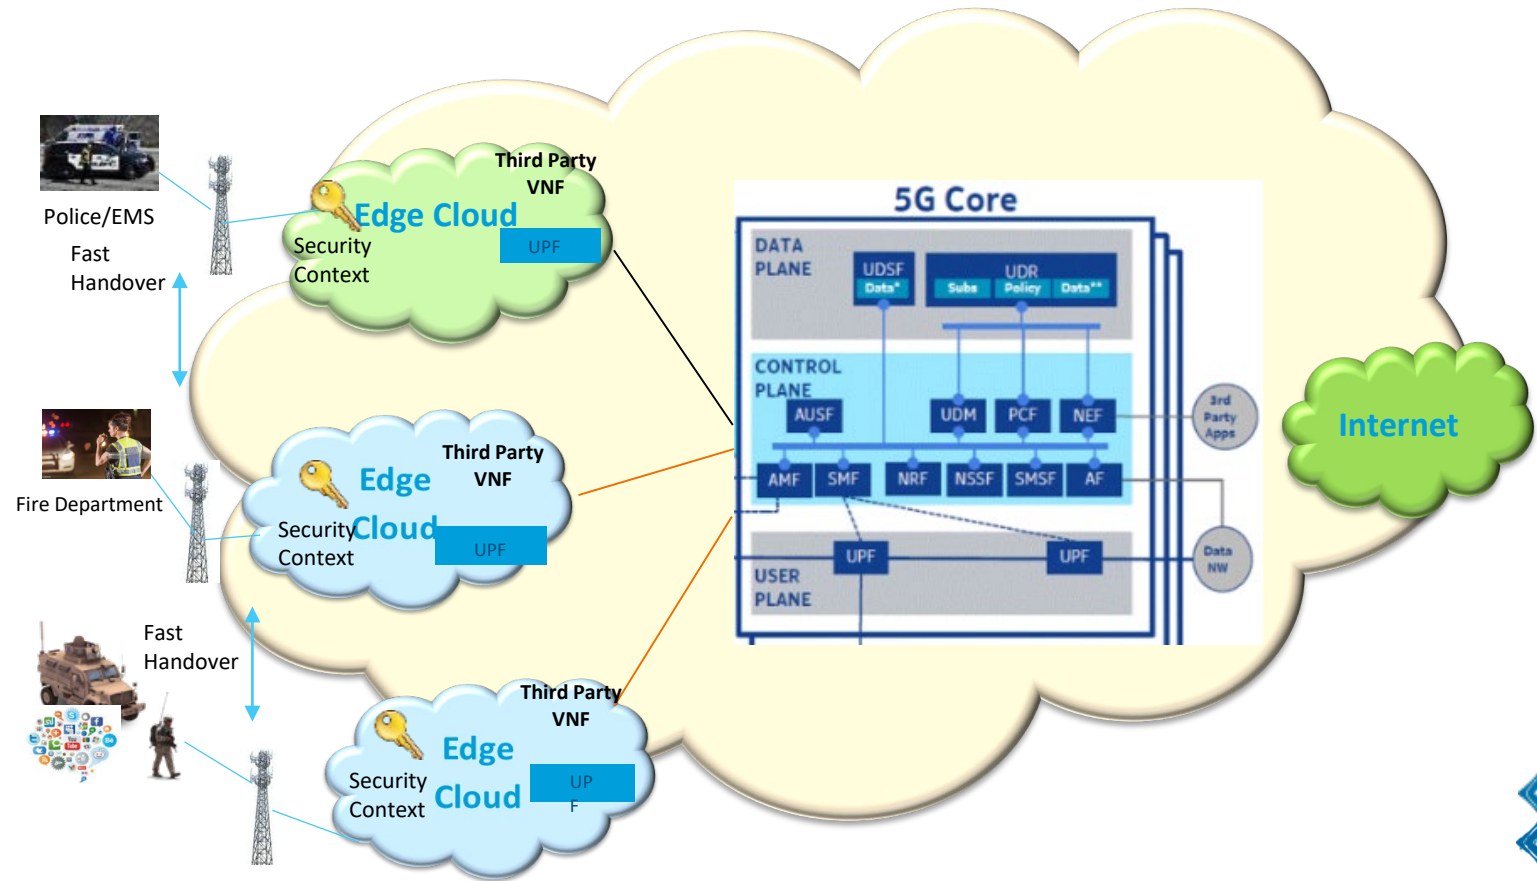 Police/EMS
Fast
Handover
Third Party
VNF
Edge Cloud
Security
Context
UPF
Fire Department
Third Party
VNF
Edge
Cloud
Security
Context
UPF
Fast
Handover
Third Party
VNF
Edge
Cloud
Security
Context
UP
F
5G Core
DATA
PLANE
UDSF
Data*
UDR
Subs Policy Data**
CONTROL
PLANE
AUSF UDM PCF NEF
AMF SMF NRF NSSF SMSF AF
UPF UPF
USER
PLANE
3rd
Party
Apps
Data
NW
Internet